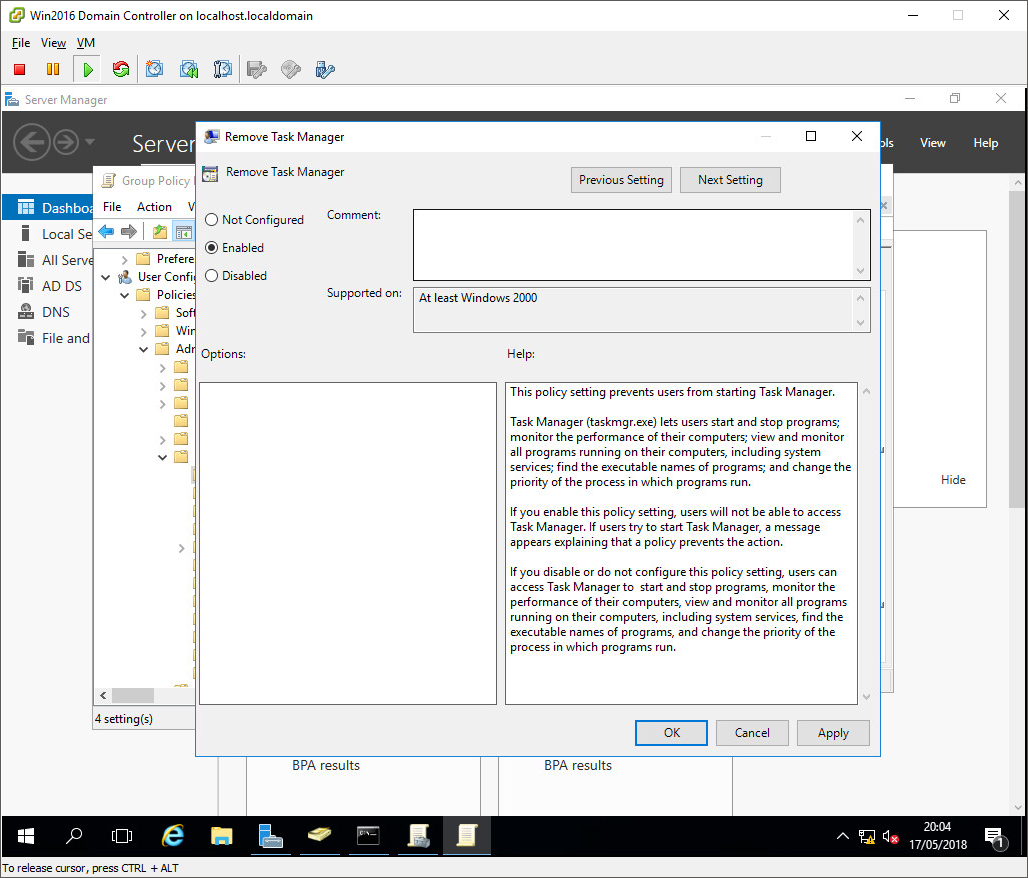 Win2016 Domain Controller on localhost.localdomain
File View VM
Server Manager
Server
View Help
Remove Task Manager
Remove Task Manager
Previous Setting Next Setting
Group Policy
File Action
Not Configured
Enabled
Disabled
Comment:
Supported on:
At least Windows 2000
Dashboa
Local Se
All Serve
AD DS
DNS
File and
Prefere
User Config
Policies
Soft
Win
Adr
Options:
Help:
This policy setting prevents users from starting Task Manager.
Task Manager (taskmgr.exe) lets users start and stop programs;
monitor the performance of their computers; view and monitor
all programs running on their computers, including system
services; find the executable names of programs; and change the
priority of the process in which programs run.
If you enable this policy setting, users will not be able to access
Task Manager. If users try to start Task Manager, a message
appears explaining that a policy prevents the action.
If you disable or do not configure this policy setting, users can
access Task Manager to  start and stop programs, monitor the
performance of their computers, view and monitor all programs
running on their computers, including system services, find the
executable names of programs, and change the priority of the
process in which programs run.
Hide
4 setting(s)
OK Cancel Apply
BPA results BPA results
20:04
17/05/2018
1
To release cursor, press CTRL + ALT